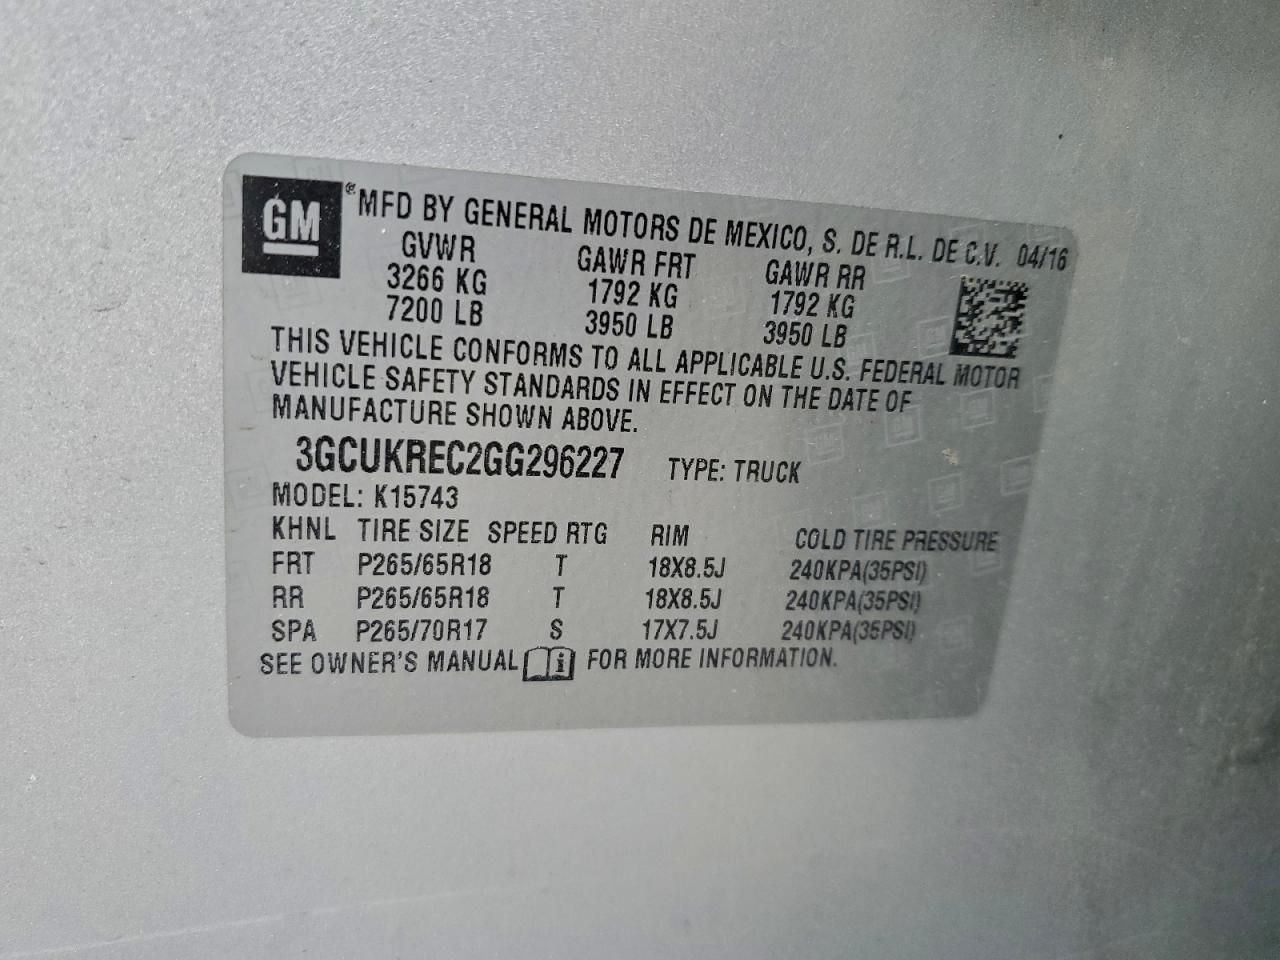 GM ® MFD BY GENERAL MOTORS DE MEXICO, S. DE R.L. DE C.V. 04/16
GVWR GAWR FRT GAWR RR
3266 KG 1792 KG 1792 KG
7200 LB 3950 LB 3950 LB
THIS VEHICLE CONFORMS TO ALL APPLICABLE U.S. FEDERAL MOTOR
VEHICLE SAFETY STANDARDS IN EFFECT ON THE DATE OF
MANUFACTURE SHOWN ABOVE.
3GCUKREC2GG296227 TYPE: TRUCK
MODEL: K15743
KHNL TIRE SIZE SPEED RTG RIM COLD TIRE PRESSURE
FRT P265/65R18 T 18X8.5J 240KPA(35PSI)
RR P265/65R18 T 18X8.5J 240KPA(35PSI)
SPA P265/70R17 S 17X7.5J 240KPA(35PSI)
SEE OWNER'S MANUAL i FOR MORE INFORMATION.